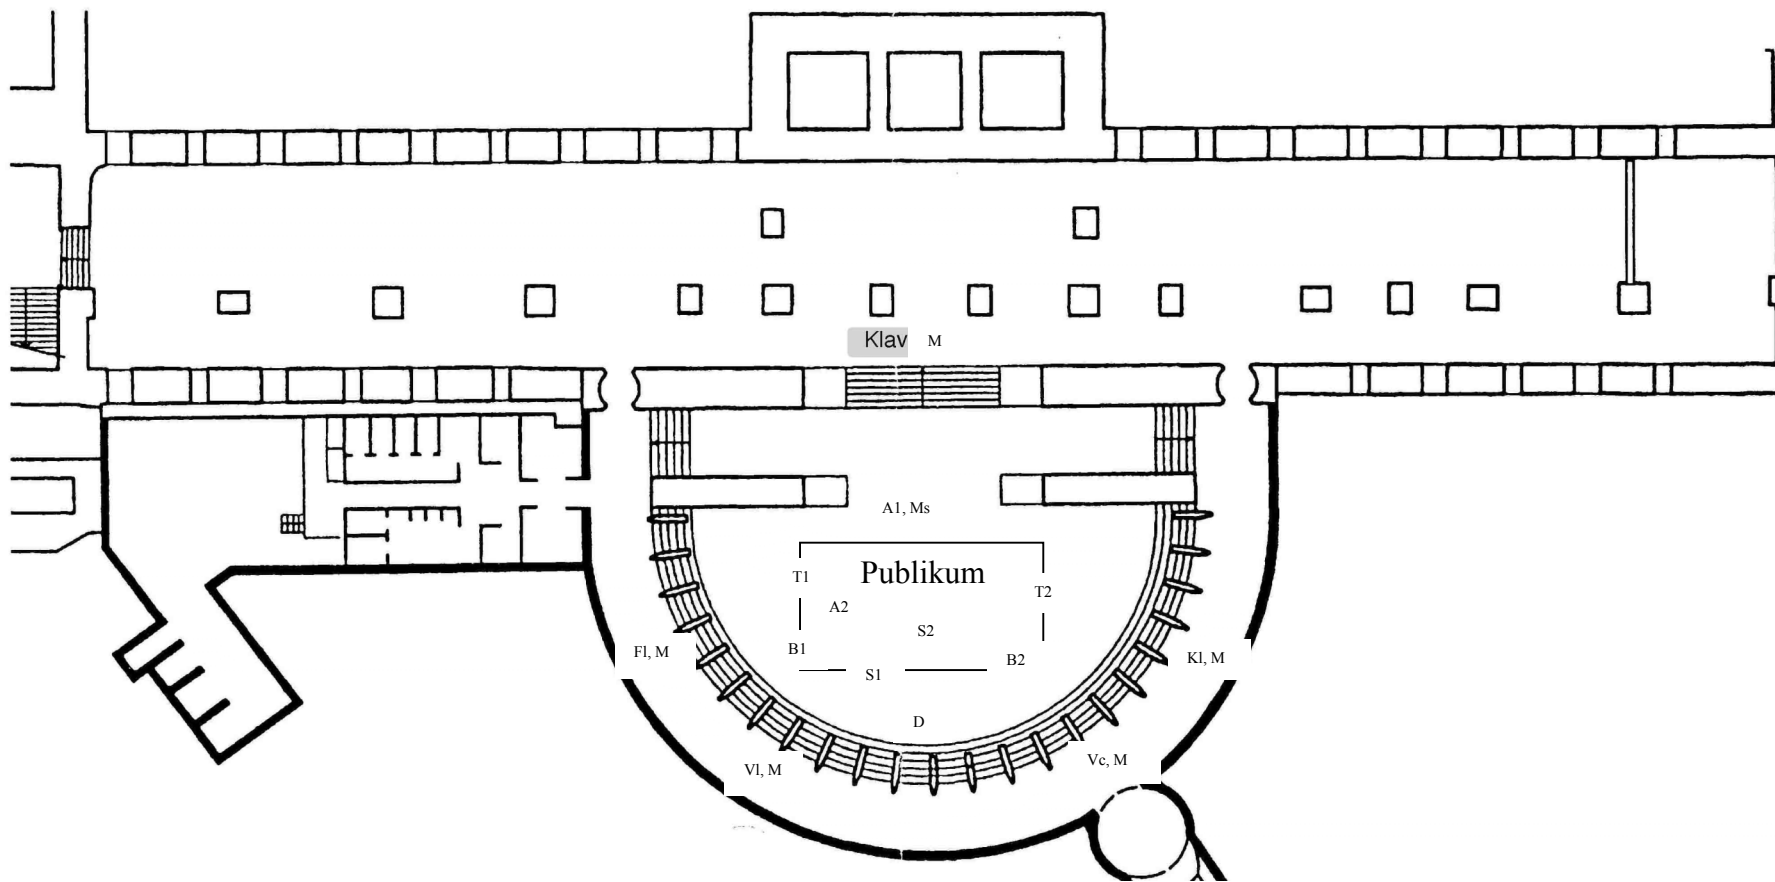 Klav M
A1, Ms
Publikum
T1
T2
A2
S2
Fl, M
B1
B2
Kl, M
S1
D
Vl, M
Vc, M